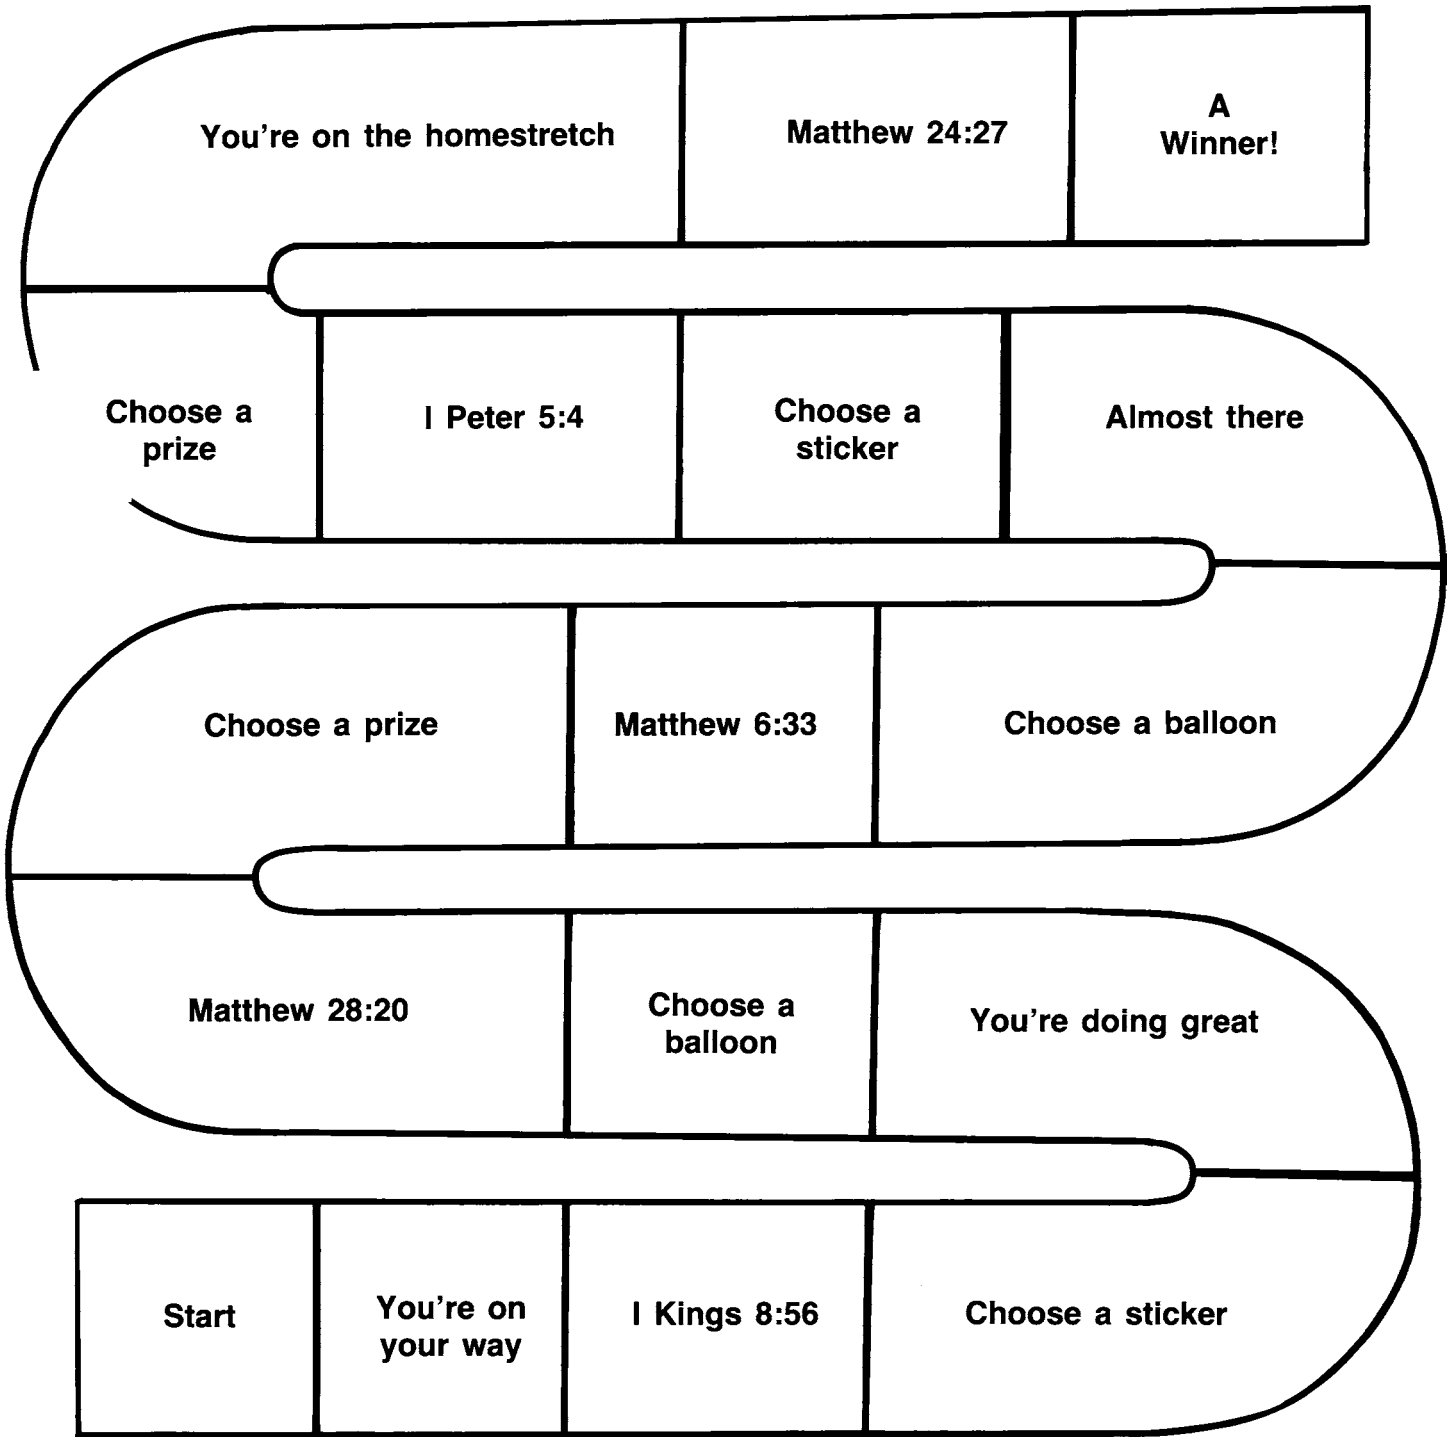 You're on the homestretch
Matthew 24:27
A
Winner!
Choose a
prize
I Peter 5:4
Choose a
sticker
Almost there
Choose a prize
Matthew 6:33
Choose a balloon
Matthew 28:20
Choose a
balloon
You're doing great
Start
You're on
your way
I Kings 8:56
Choose a sticker